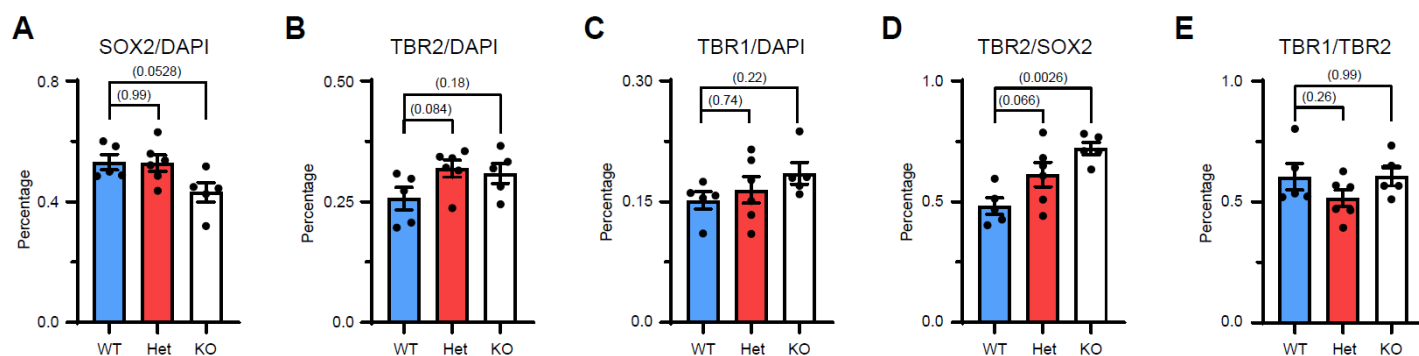 A
SOX2/DAPI
Percentage
0.8
0.4
0.0
(0.0528)
(0.99)
WT Het KO
B
TBR2/DAPI
Percentage
0.50
0.25
0.00
(0.18)
(0.084)
WT Het KO
C
TBR1/DAPI
Percentage
0.30
0.15
0.00
(0.22)
(0.74)
WT Het KO
D
TBR2/SOX2
Percentage
1.0
0.5
0.0
(0.0026)
(0.066)
WT Het KO
E
TBR1/TBR2
Percentage
1.0
0.5
0.0
(0.99)
(0.26)
WT Het KO